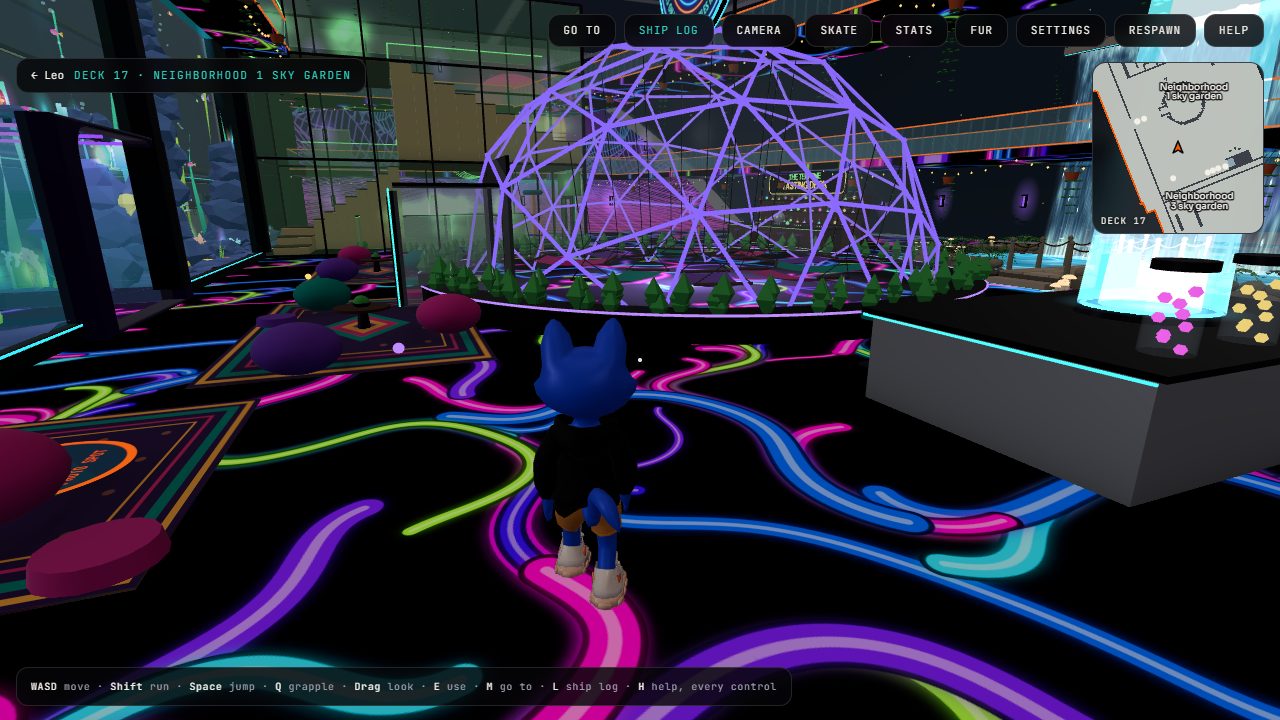 GO TO
SHIP LOG
CAMERA
SKATE
STATS
FUR
SETTINGS
RESPAWN
HELP
← Leo DECK 17 · NEIGHBORHOOD 1 SKY GARDEN
Neighborhood
1 sky garden
Neighborhood
3 sky garden
DECK 17
WASD move · Shift run · Space jump · Q grapple · Drag look · E use · M go to · L ship log · H help, every control